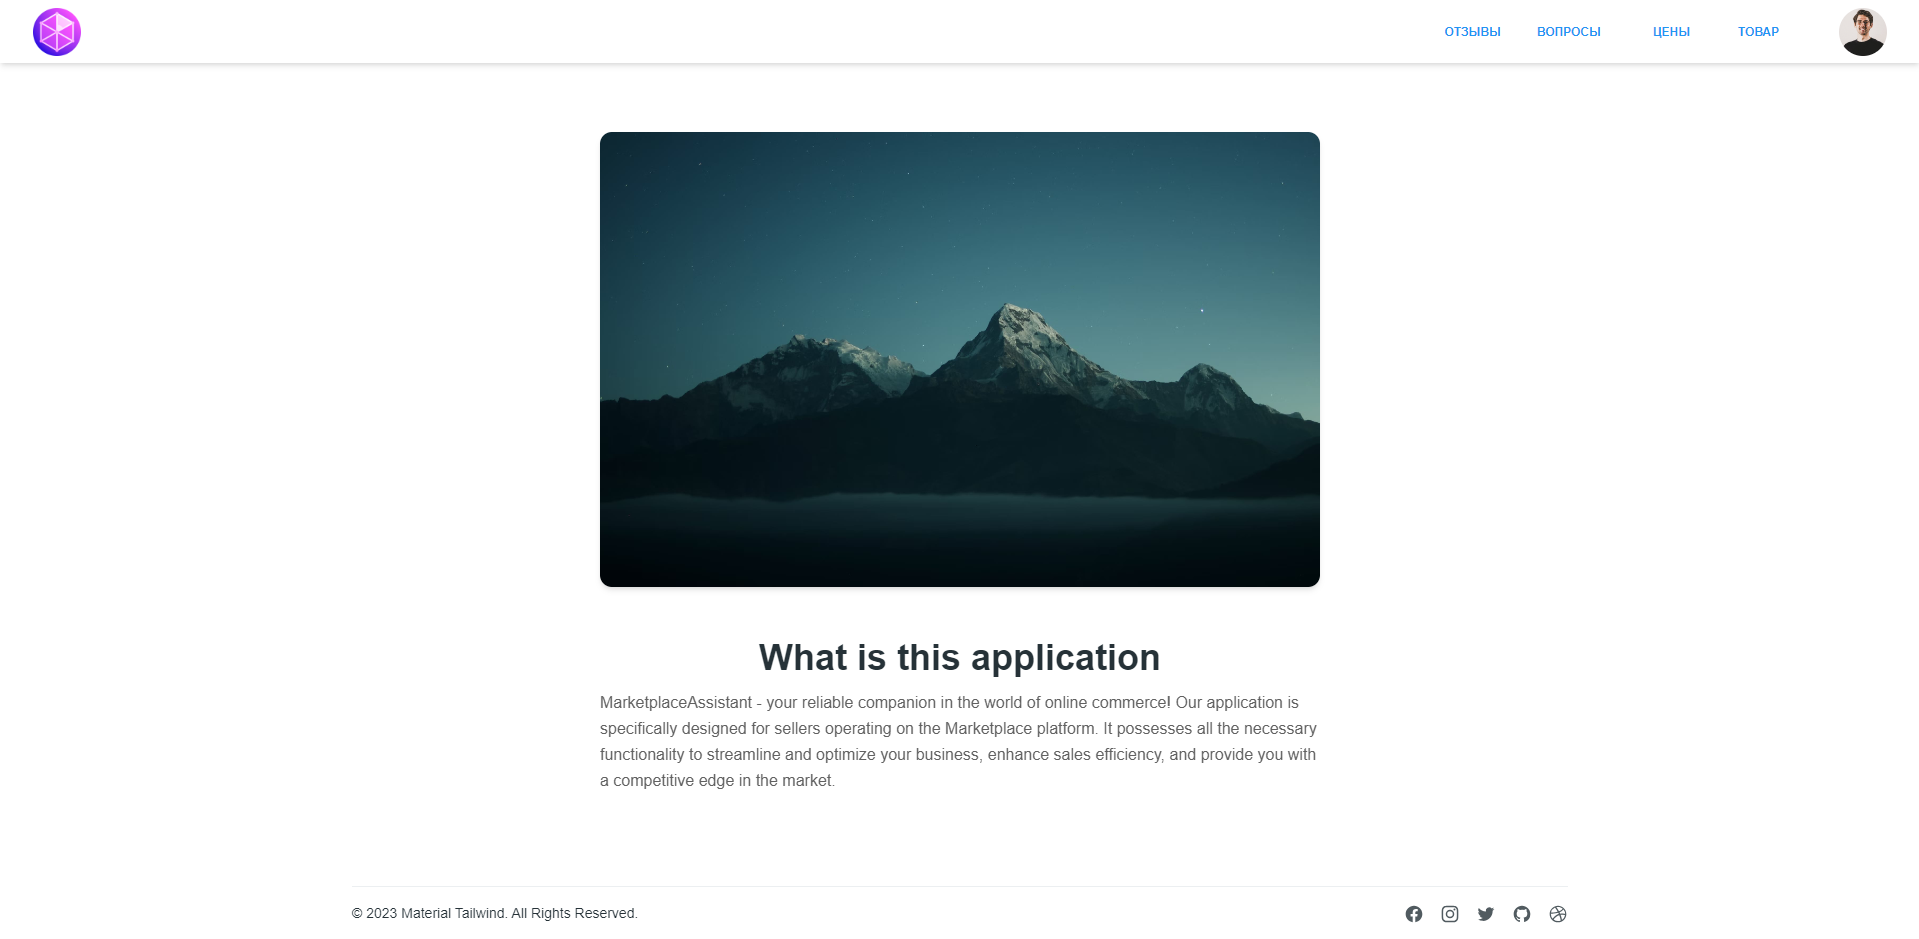 ОТЗЫВЫ ВОПРОСЫ ЦЕНЫ ТОВАР
What is this application
MarketplaceAssistant - your reliable companion in the world of online commerce! Our application is
specifically designed for sellers operating on the Marketplace platform. It possesses all the necessary
functionality to streamline and optimize your business, enhance sales efficiency, and provide you with
a competitive edge in the market.
© 2023 Material Tailwind. All Rights Reserved.